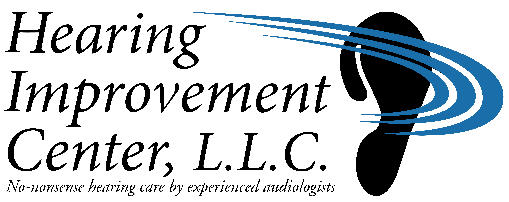 Hearing
Improvement
Center, L.L.C.
No-nonsense hearing care by experienced audiologists